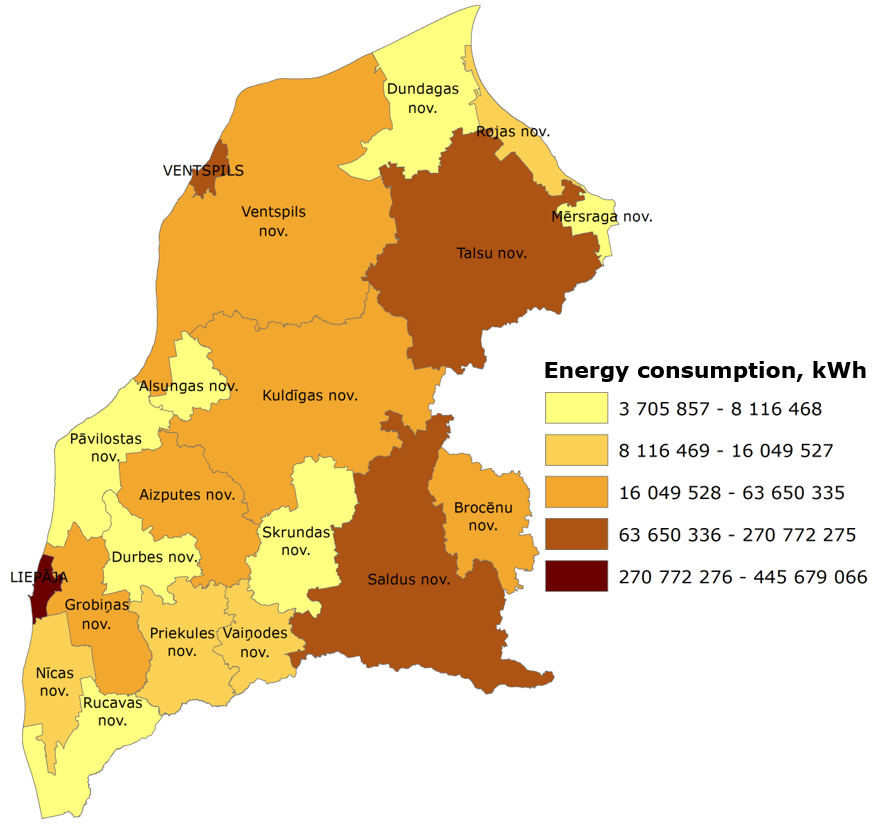 Dundagas
nov.
Rojas nov.
VENTSPILS
Ventspils
nov.
Mērsraga nov.
Talsu nov.
Energy consumption, kWh
3 705 857 - 8 116 468
8 116 469 - 16 049 527
16 049 528 - 63 650 335
63 650 336 - 270 772 275
270 772 276 - 445 679 066
Alsungas nov.
Kuldīgas nov.
Pāvilostas
nov.
Aizputes nov.
Brocēnu
nov.
Skrundas
nov.
Durbes nov.
LIEPĀJA
Saldus nov.
Grobiņas
nov.
Priekules
nov.
Vaiņodes
nov.
Nīcas
nov.
Rucavas
nov.